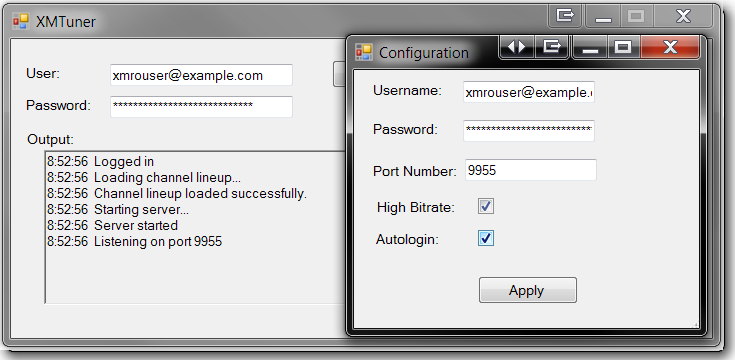 XMTuner
User: xmrouser@example.com
Password: ****************************
Output:
8:52:56 Logged in
8:52:56 Loading channel lineup...
8:52:56 Channel lineup loaded successfully.
8:52:56 Starting server...
8:52:56 Server started
8:52:56 Listening on port 9955
Configuration
Username: xmrouser@example.
Password: **************************
Port Number: 9955
High Bitrate:
Autologin:
Apply